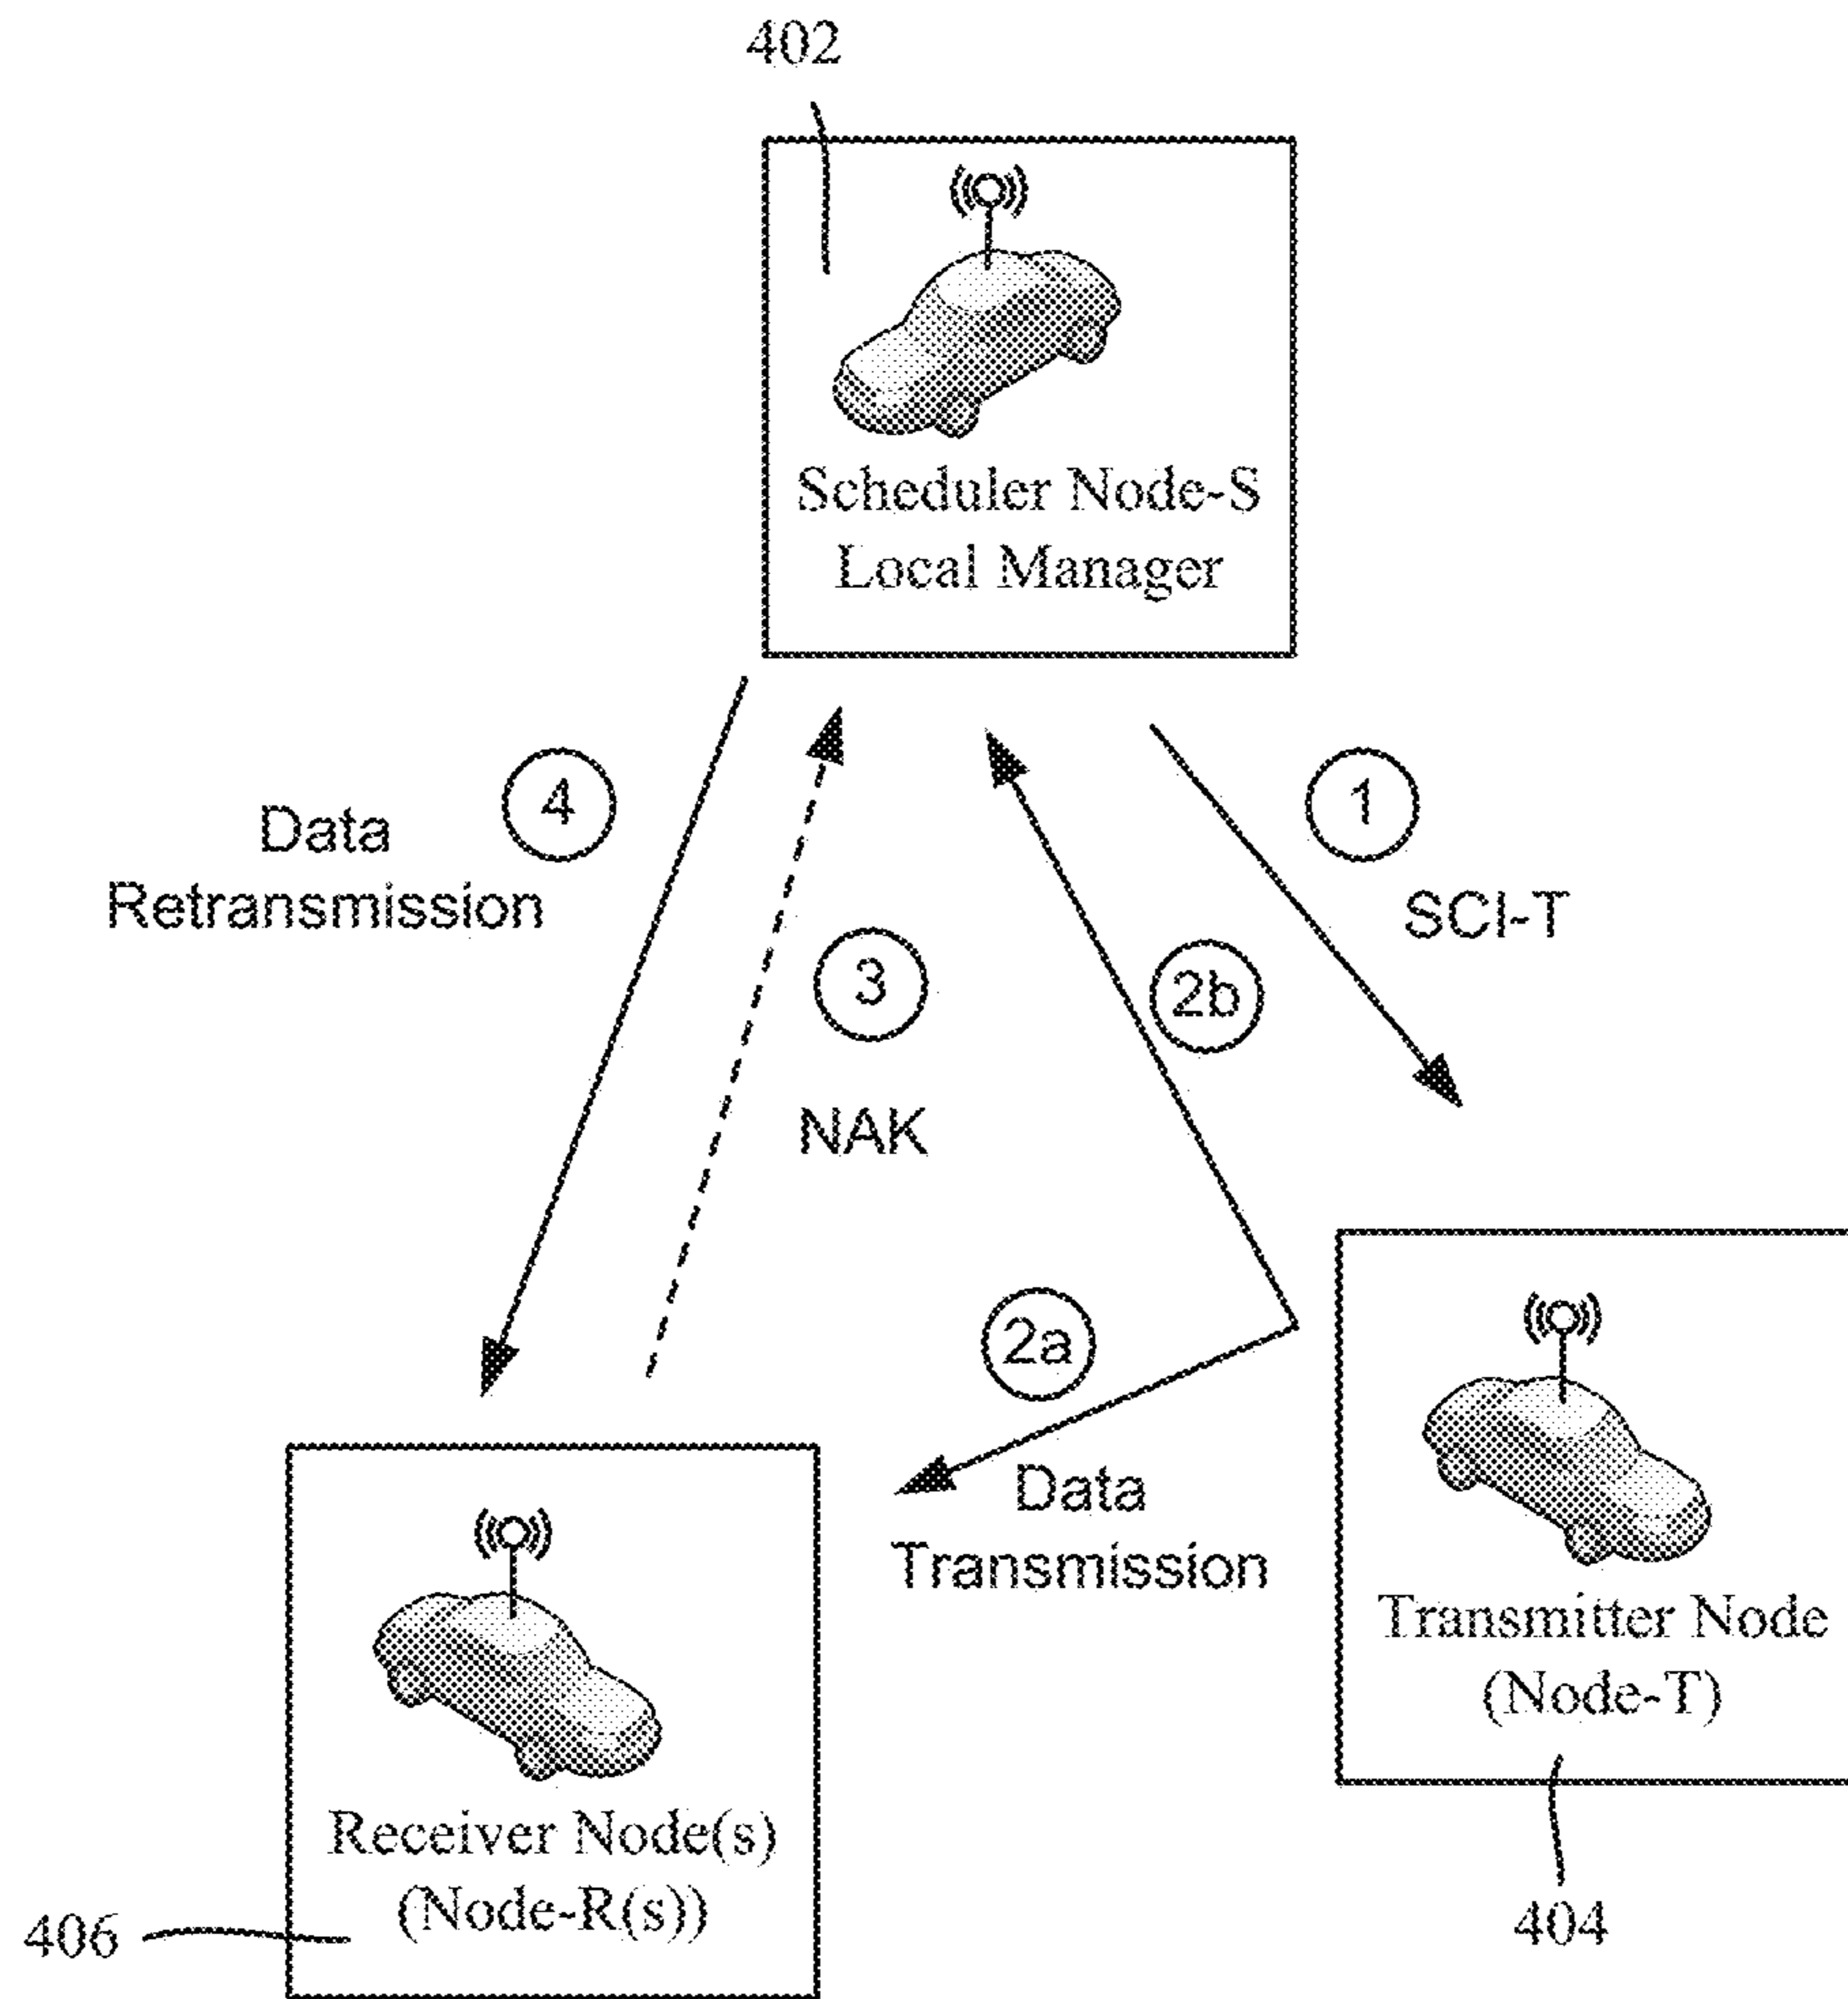 402
Scheduler Node-S
Local Manager
4
Data
Retransmission
1
SCI-T
3
NAK
2b
2a
Data
Transmission
Transmitter Node
(Node-T)
404
Receiver Node(s)
(Node-R(s))
406